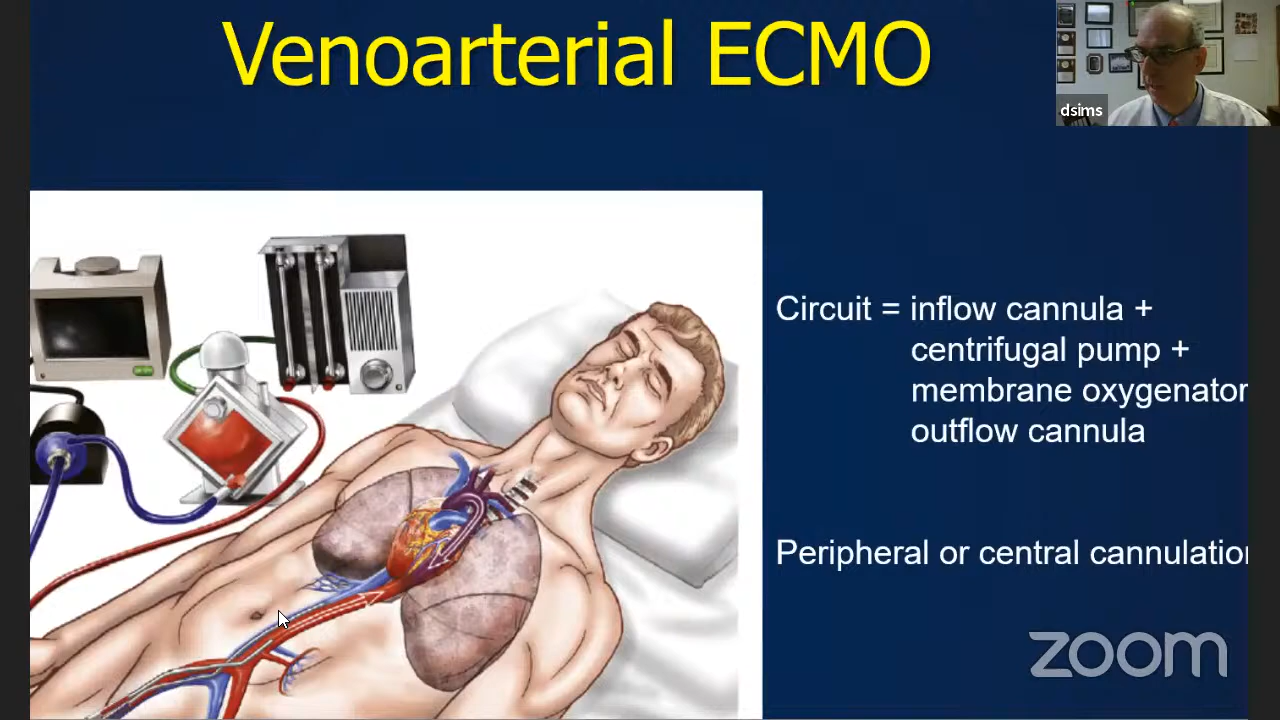 Venoarterial ECMO
dsims
Circuit = inflow cannula +
centrifugal pump +
membrane oxygenator
outflow cannula
Peripheral or central cannulation
zoom